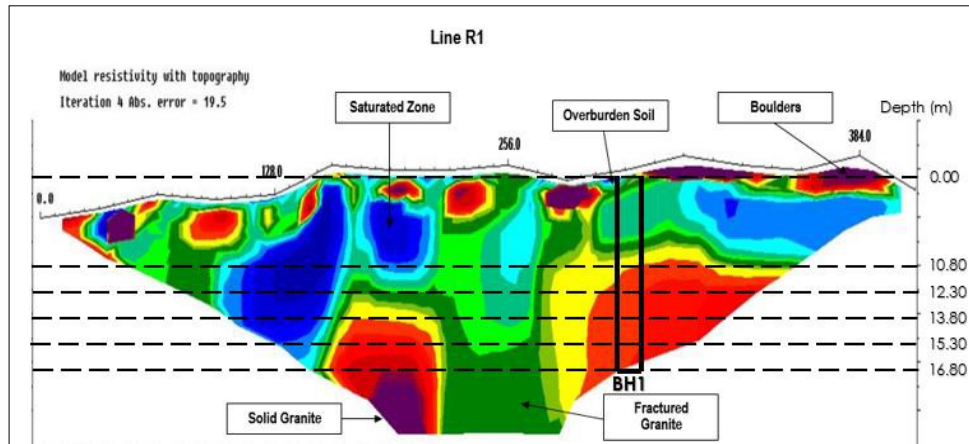 Line R1
Model resistivity with topography
Iteration 4 Abs. error = 19.5
Saturated Zone
Overburden Soil
Boulders
Depth (m)
256.0
384.0
128.0
0.0
0.00
10.80
12.30
13.80
15.30
16.80
BH1
Solid Granite
Fractured
Granite